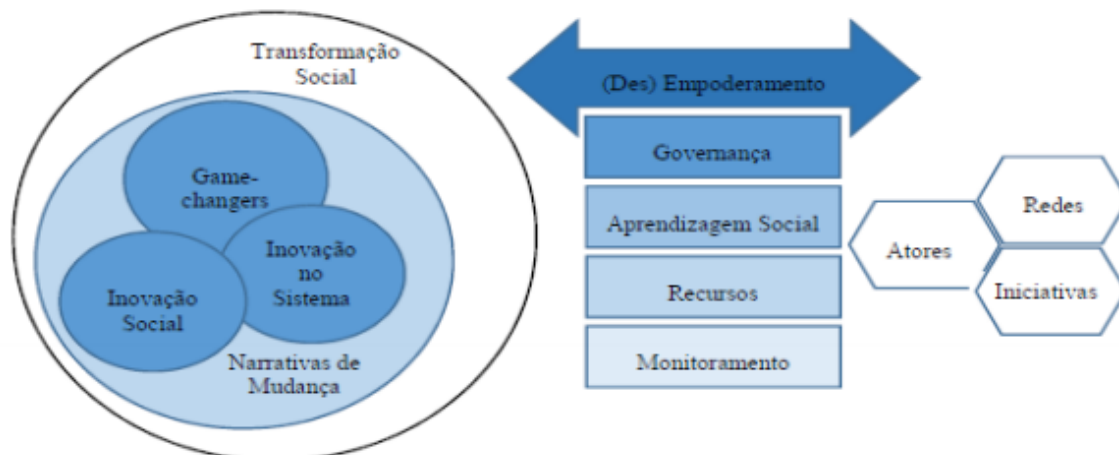 Transformação
Social
Game-
changers
Inovação
no
Sistema
Inovação
Social
Narrativas de
Mudança
(Des) Empoderamento
Governança
Aprendizagem Social
Recursos
Monitoramento
Atores
Redes
Iniciativas